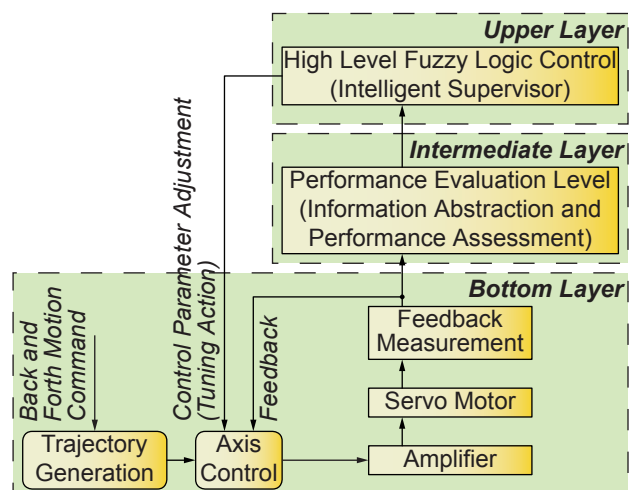 Upper Layer
High Level Fuzzy Logic Control
(Intelligent Supervisor)
Intermediate Layer
Performance Evaluation Level
(Information Abstraction and
Performance Assessment)
Bottom Layer
Control Parameter Adjustment
(Tuning Action)
Feedback
Back and
Forth Motion
Command
Feedback
Measurement
Servo Motor
Amplifier
Trajectory
Generation
Axis
Control